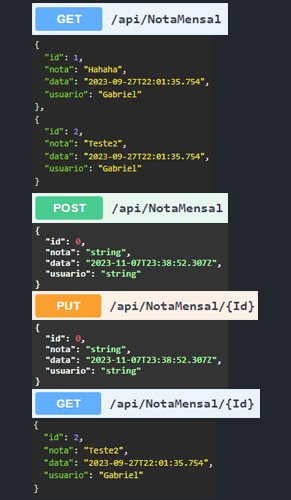 GET /api/NotaMensal
{
"id": 1,
"nota": "Hahaha",
"data": "2023-09-27T22:01:35.754",
"usuario": "Gabriel"
},
{
"id": 2,
"nota": "Teste2",
"data": "2023-09-27T22:01:35.754",
"usuario": "Gabriel"
}
POST /api/NotaMensal
{
"id": 0,
"nota": "string",
"data": "2023-11-07T23:38:52.307Z",
"usuario": "string"
}
PUT /api/NotaMensal/{Id}
{
"id": 0,
"nota": "string",
"data": "2023-11-07T23:38:52.307Z",
"usuario": "string"
}
GET /api/NotaMensal/{Id}
{
"id": 2,
"nota": "Teste2",
"data": "2023-09-27T22:01:35.754",
"usuario": "Gabriel"
}